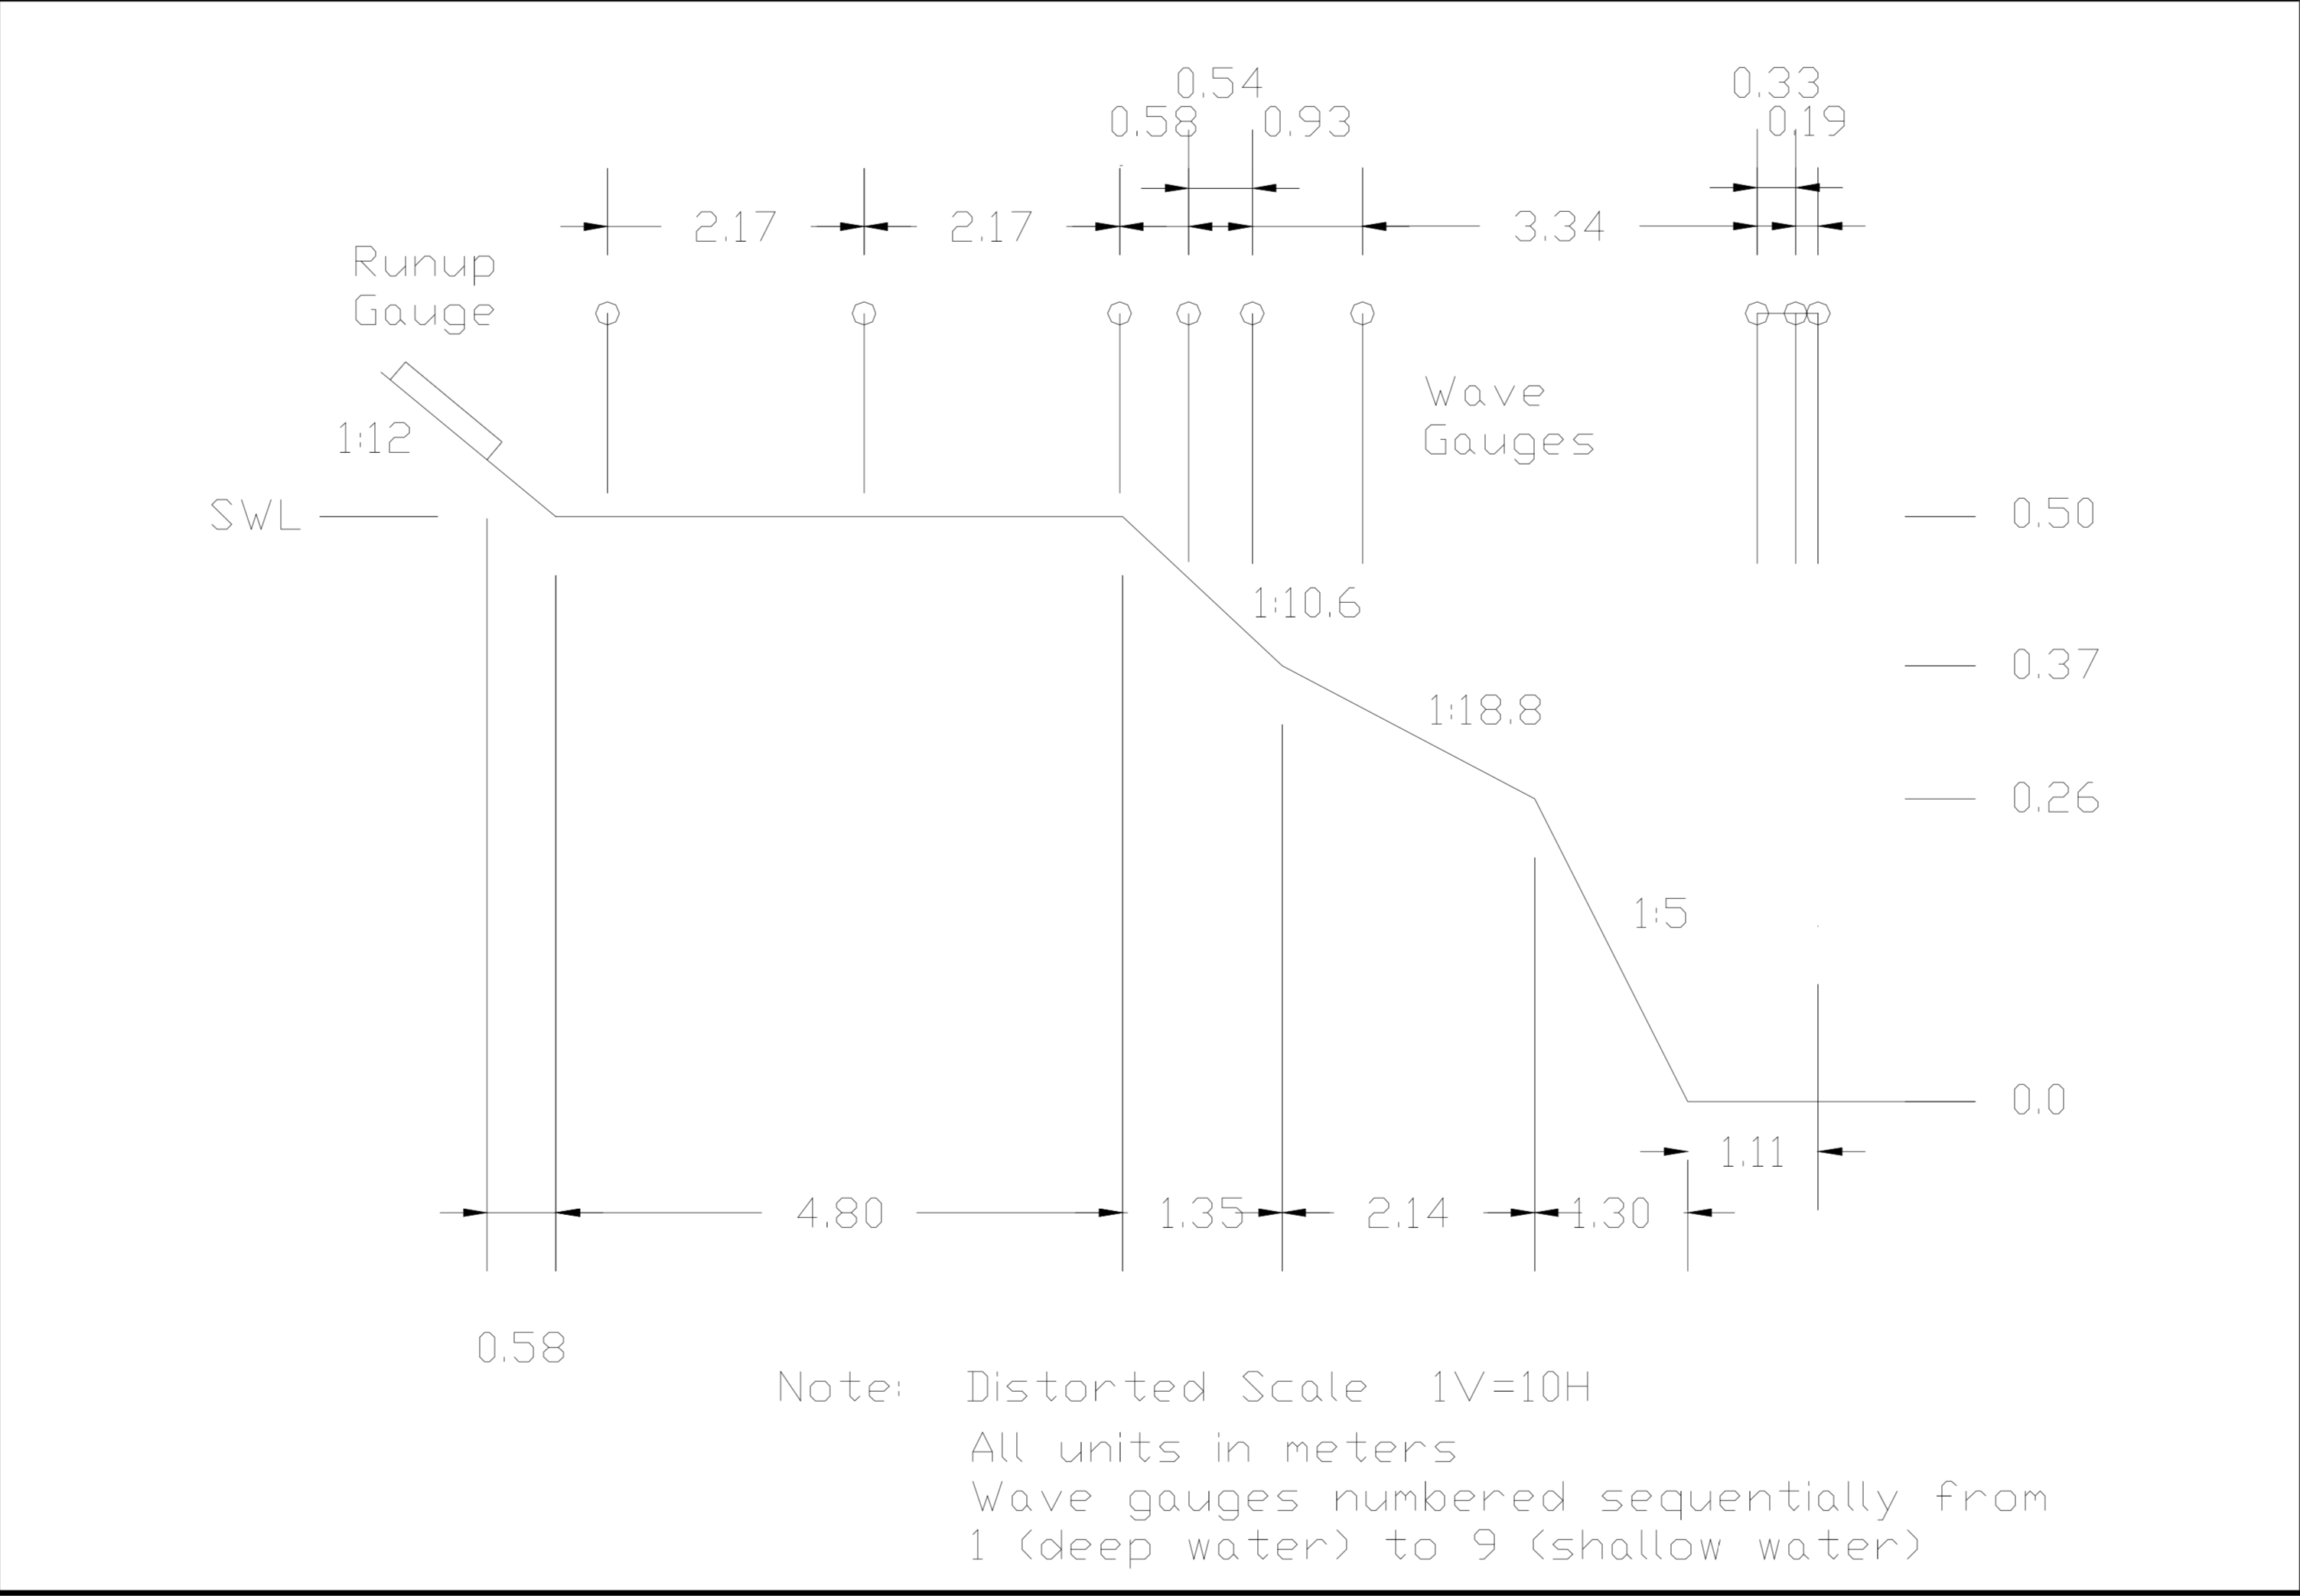 0.54
0.33
0.58
0.93
0.19
2.17
2.17
3.34
Runup
Gauge
Wave
Gauges
1:12
SWL
0.50
1:10.6
0.37
1:18.8
0.26
1:5
0.0
1.11
4.80
1.35
2.14
1.30
0.58
Note: Distorted Scale 1V=10H
All units in meters
Wave gauges numbered sequentially from
1 (deep water) to 9 (shallow water)